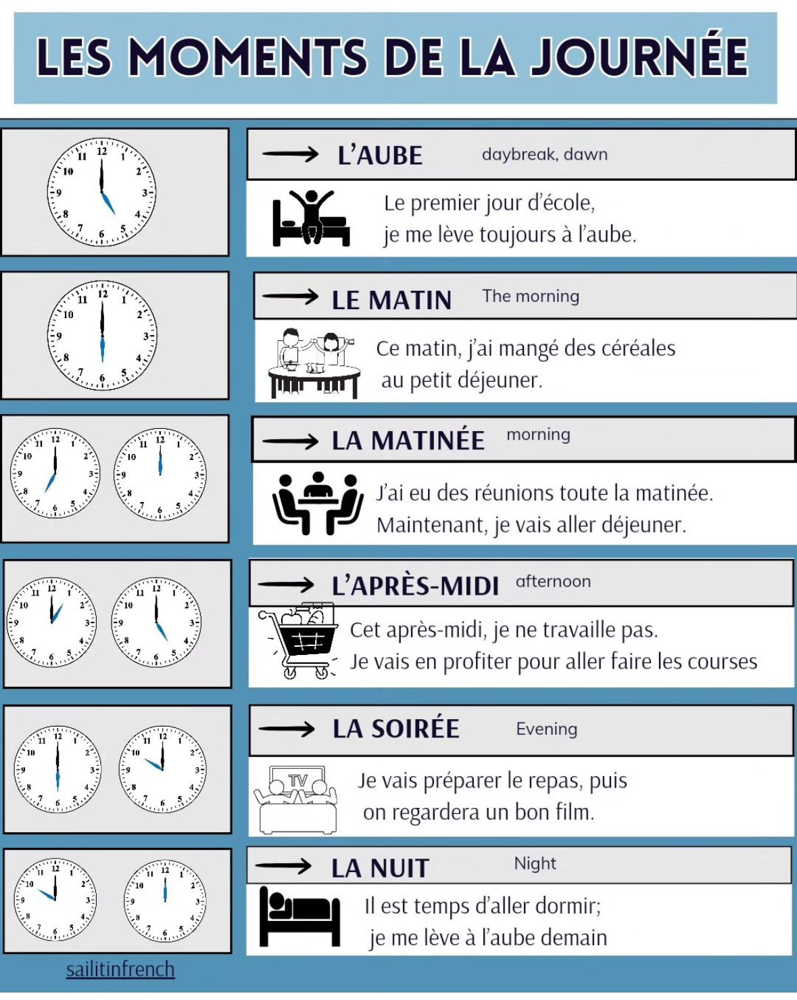 LES MOMENTS DE LA JOURNÉE
L'AUBE daybreak, dawn
Le premier jour d'école,
je me lève toujours à l'aube.
LE MATIN The morning
Ce matin, j'ai mangé des céréales
au petit déjeuner.
LA MATINÉE morning
J'ai eu des réunions toute la matinée.
Maintenant, je vais aller déjeuner.
L'APRÈS-MIDI afternoon
Cet après-midi, je ne travaille pas.
Je vais en profiter pour aller faire les courses
LA SOIRÉE Evening
TV
Je vais préparer le repas, puis
on regardera un bon film.
LA NUIT Night
Il est temps d'aller dormir;
je me lève à l'aube demain
sailitinfrench